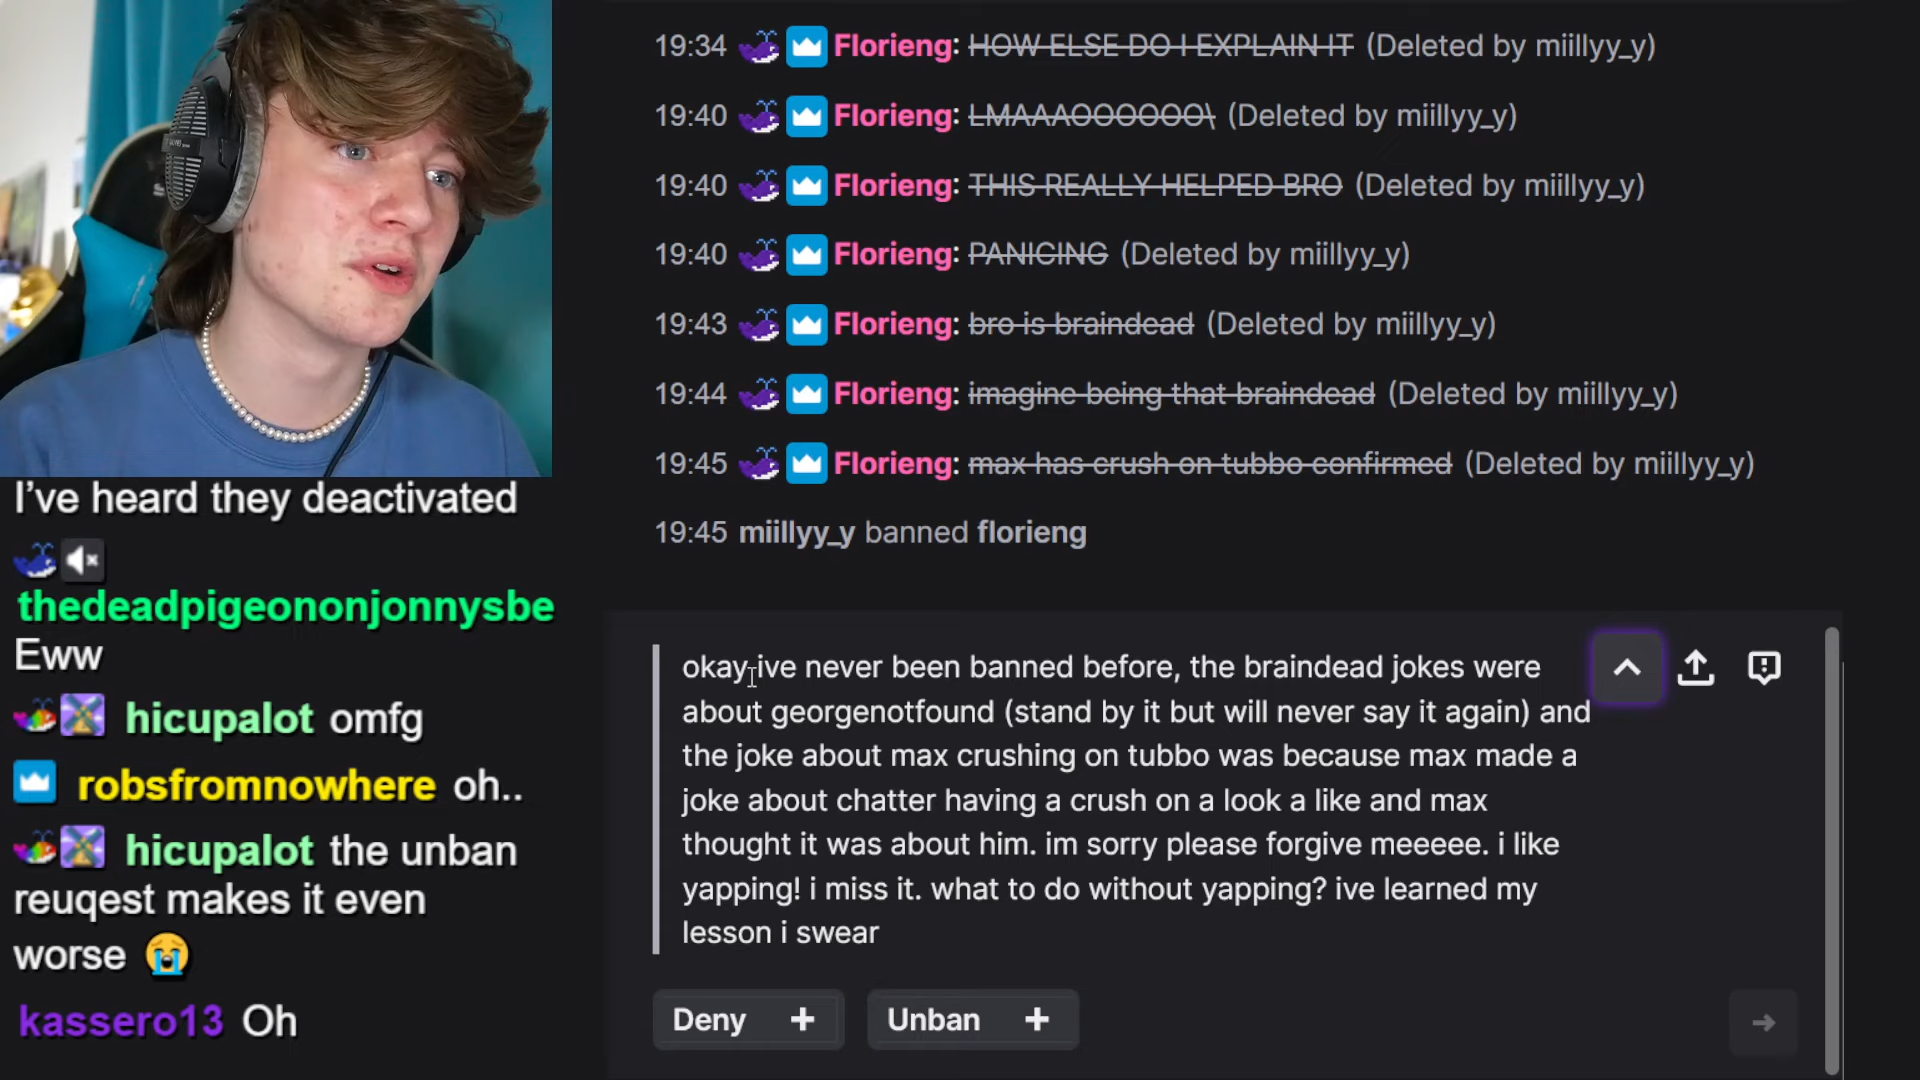 19:34 Florieng: HOW ELSE DO I EXPLAIN IT (Deleted by miillyy_y)
19:40 Florieng: LMAAAOOOOOO\ (Deleted by miillyy_y)
19:40 Florieng: THIS REALLY HELPED BRO (Deleted by miillyy_y)
19:40 Florieng: PANICING (Deleted by miillyy_y)
19:43 Florieng: bro is braindead (Deleted by miillyy_y)
19:44 Florieng: imagine being that braindead (Deleted by miillyy_y)
19:45 Florieng: max has crush on tubbo confirmed (Deleted by miillyy_y)
19:45 miillyy_y banned florieng
okay ive never been banned before, the braindead jokes were
about georgenotfound (stand by it but will never say it again) and
the joke about max crushing on tubbo was because max made a
joke about chatter having a crush on a look a like and max
thought it was about him. im sorry please forgive meeeee. i like
yapping! i miss it. what to do without yapping? ive learned my
lesson i swear
Deny +
Unban +
I've heard they deactivated
thedeadpigeononjonnysbe
Eww
hicupalot omfg
robsfromnowhere oh..
hicupalot the unban
reuqest makes it even
worse 😭
kassero13 Oh